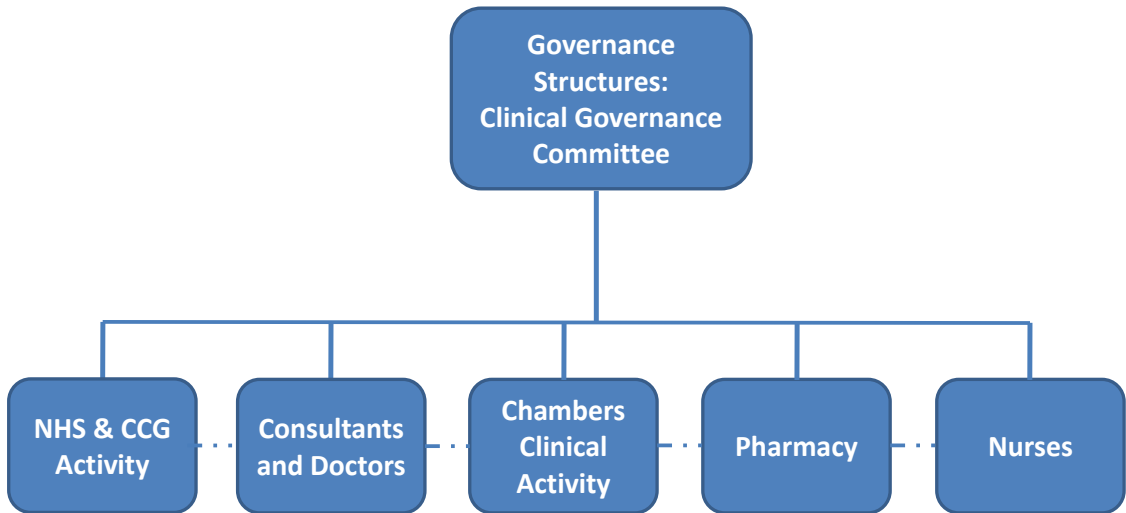 Governance
Structures:
Clinical Governance
Committee
NHS & CCG
Activity
Consultants
and Doctors
Chambers
Clinical
Activity
Pharmacy
Nurses